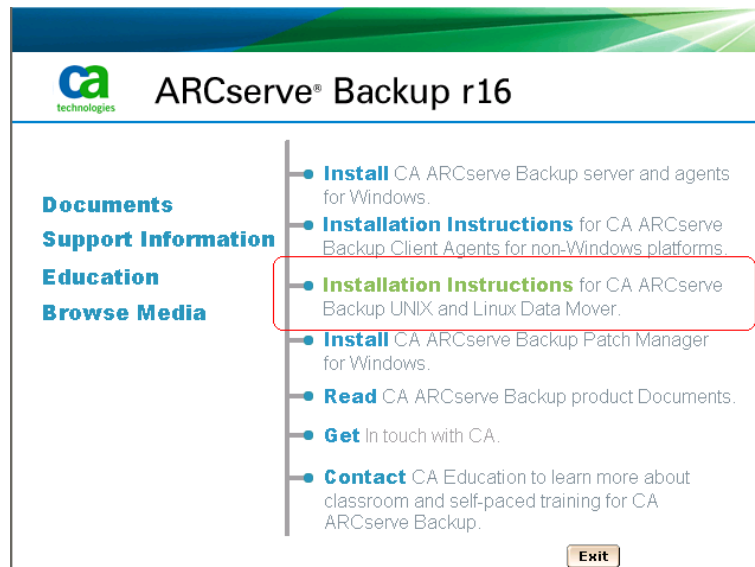 ca
technologies
ARCserve® Backup r16
Documents
Support Information
Education
Browse Media
Install CA ARCserve Backup server and agents
for Windows.
Installation Instructions for CA ARCserve
Backup Client Agents for non-Windows platforms.
Installation Instructions for CA ARCserve
Backup UNIX and Linux Data Mover.
Install CA ARCserve Backup Patch Manager
for Windows.
Read CA ARCserve Backup product Documents.
Get In touch with CA.
Contact CA Education to learn more about
classroom and self-paced training for CA
ARCserve Backup.
Exit